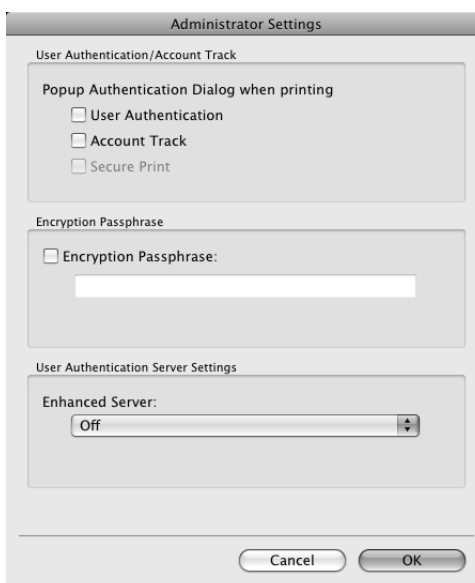 Administrator Settings
User Authentication/Account Track
Popup Authentication Dialog when printing
User Authentication
Account Track
Secure Print
Encryption Passphrase
Encryption Passphrase:
User Authentication Server Settings
Enhanced Server:
Off
Cancel
OK